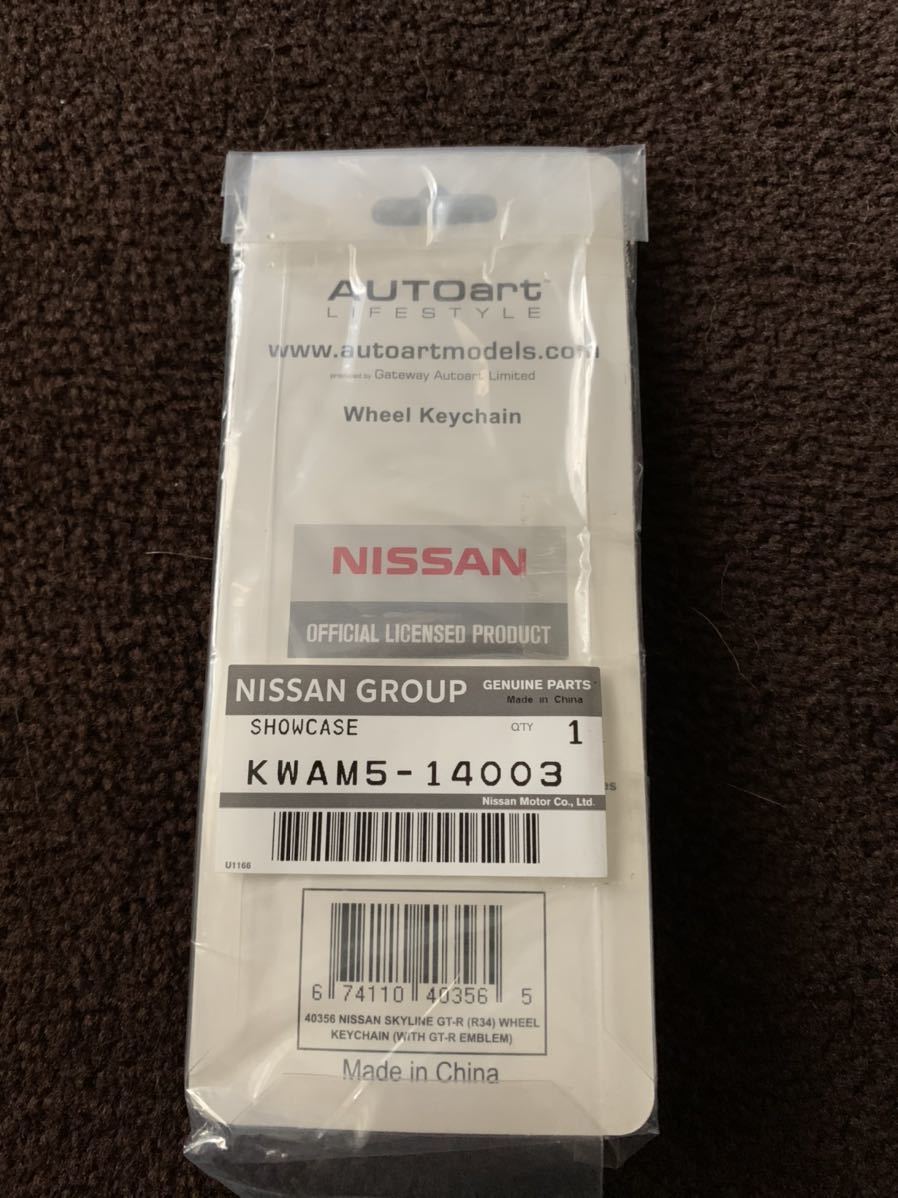 AUTOart
LIFESTYLE
www.autoartmodels.com
produced by Gateway Autoart Limited
Wheel Keychain
NISSAN
OFFICIAL LICENSED PRODUCT
NISSAN GROUP GENUINE PARTS
Made in China
SHOWCASE QTY 1
KWAM5-14003
Nissan Motor Co., Ltd.
U1166
6 74110 40356 5
40356 NISSAN SKYLINE GT-R (R34) WHEEL
KEYCHAIN (WITH GT-R EMBLEM)
Made in China